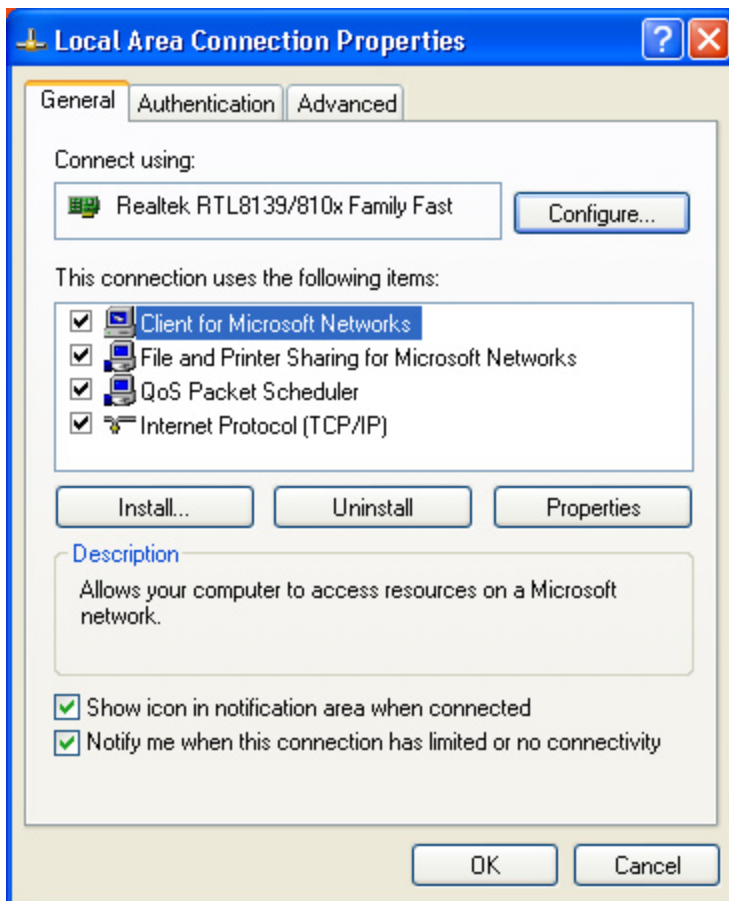 Local Area Connection Properties
General Authentication Advanced
Connect using:
Realtek RTL8139/810x Family Fast
Configure...
This connection uses the following items:
Client for Microsoft Networks
File and Printer Sharing for Microsoft Networks
QoS Packet Scheduler
Internet Protocol (TCP/IP)
Install... Uninstall Properties
Description
Allows your computer to access resources on a Microsoft
network.
Show icon in notification area when connected
Notify me when this connection has limited or no connectivity
OK Cancel